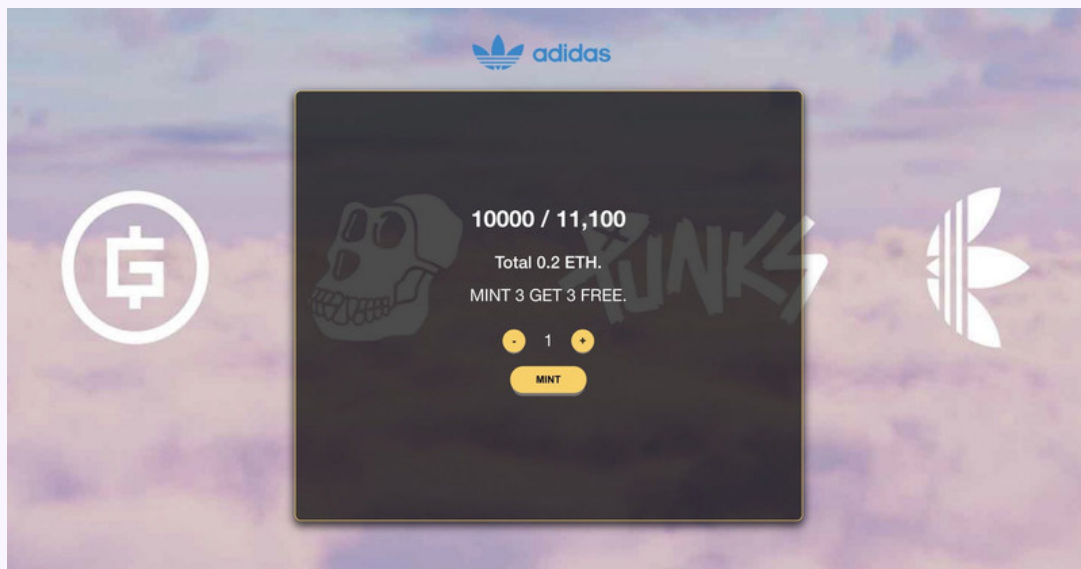 adidas
10000 / 11,100
Total 0.2 ETH.
PUNKS
MINT 3 GET 3 FREE.
- 1 +
MINT